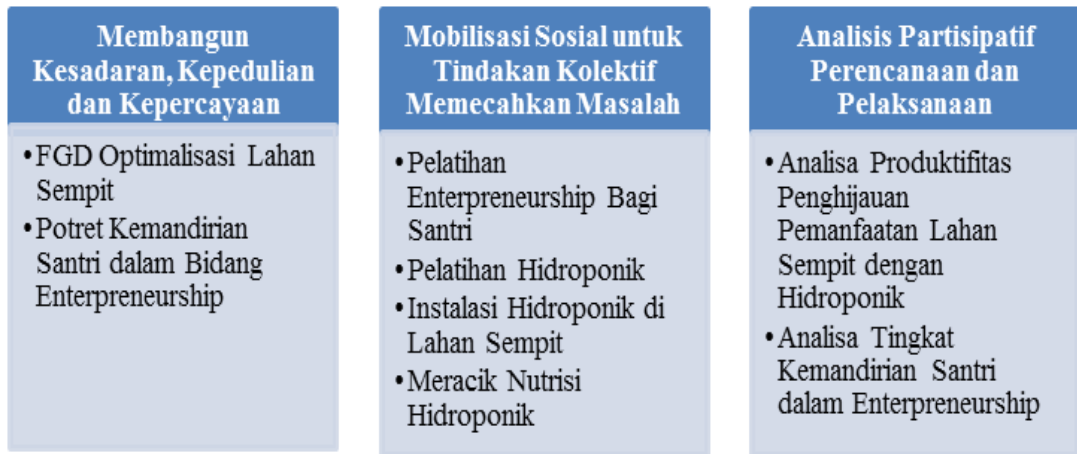 Membangun
Kesadaran, Kepedulian
dan Kepercayaan
•FGD Optimalisasi Lahan
Sempit
•Potret Kemandirian
Santri dalam Bidang
Enterpreneurship
Mobilisasi Sosial untuk
Tindakan Kolektif
Memecahkan Masalah
•Pelatihan
Enterpreneurship Bagi
Santri
•Pelatihan Hidroponik
•Instalasi Hidroponik di
Lahan Sempit
•Meracik Nutrisi
Hidroponik
Analisis Partisipatif
Perencanaan dan
Pelaksanaan
•Analisa Produktifitas
Penghijauan
Pemanfaatan Lahan
Sempit dengan
Hidroponik
•Analisa Tingkat
Kemandirian Santri
dalam Enterpreneurship